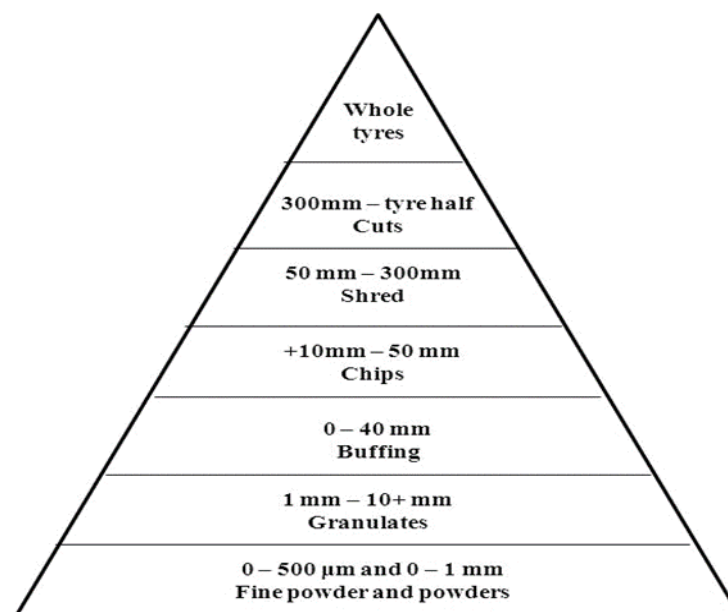 Whole
tyres
300mm – tyre half
Cuts
50 mm – 300mm
Shred
+10mm – 50 mm
Chips
0 – 40 mm
Buffing
1 mm – 10+ mm
Granulates
0 – 500 µm and 0 – 1 mm
Fine powder and powders